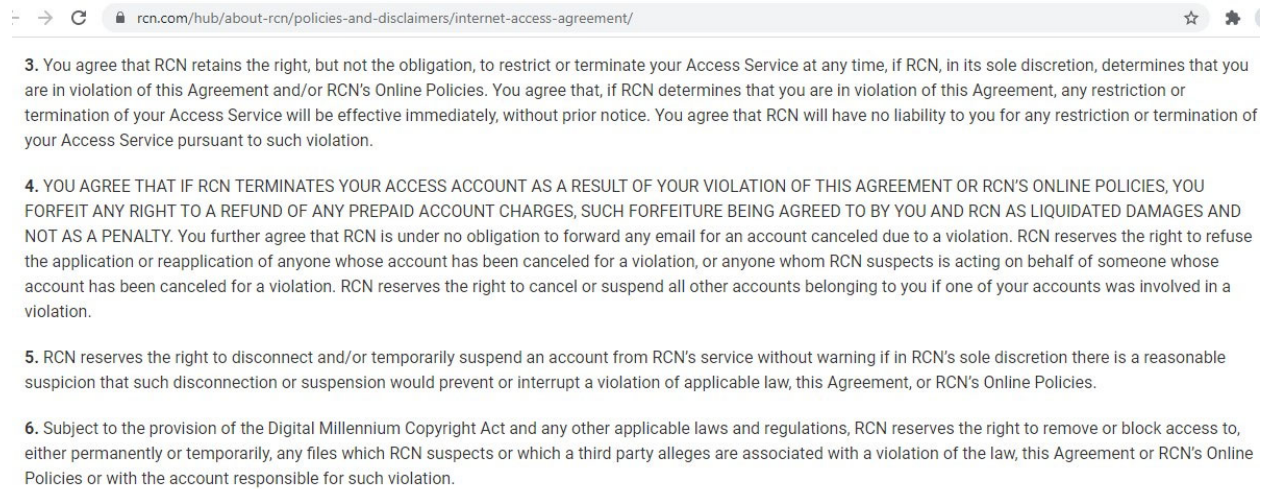 rcn.com/hub/about-rcn/policies-and-disclaimers/internet-access-agreement/
3. You agree that RCN retains the right, but not the obligation, to restrict or terminate your Access Service at any time, if RCN, in its sole discretion, determines that you
are in violation of this Agreement and/or RCN's Online Policies. You agree that, if RCN determines that you are in violation of this Agreement, any restriction or
termination of your Access Service will be effective immediately, without prior notice. You agree that RCN will have no liability to you for any restriction or termination of
your Access Service pursuant to such violation.
4. YOU AGREE THAT IF RCN TERMINATES YOUR ACCESS ACCOUNT AS A RESULT OF YOUR VIOLATION OF THIS AGREEMENT OR RCN'S ONLINE POLICIES, YOU
FORFEIT ANY RIGHT TO A REFUND OF ANY PREPAID ACCOUNT CHARGES, SUCH FORFEITURE BEING AGREED TO BY YOU AND RCN AS LIQUIDATED DAMAGES AND
NOT AS A PENALTY. You further agree that RCN is under no obligation to forward any email for an account canceled due to a violation. RCN reserves the right to refuse
the application or reapplication of anyone whose account has been canceled for a violation, or anyone whom RCN suspects is acting on behalf of someone whose
account has been canceled for a violation. RCN reserves the right to cancel or suspend all other accounts belonging to you if one of your accounts was involved in a
violation.
5. RCN reserves the right to disconnect and/or temporarily suspend an account from RCN's service without warning if in RCN's sole discretion there is a reasonable
suspicion that such disconnection or suspension would prevent or interrupt a violation of applicable law, this Agreement, or RCN's Online Policies.
6. Subject to the provision of the Digital Millennium Copyright Act and any other applicable laws and regulations, RCN reserves the right to remove or block access to,
either permanently or temporarily, any files which RCN suspects or which a third party alleges are associated with a violation of the law, this Agreement or RCN's Online
Policies or with the account responsible for such violation.